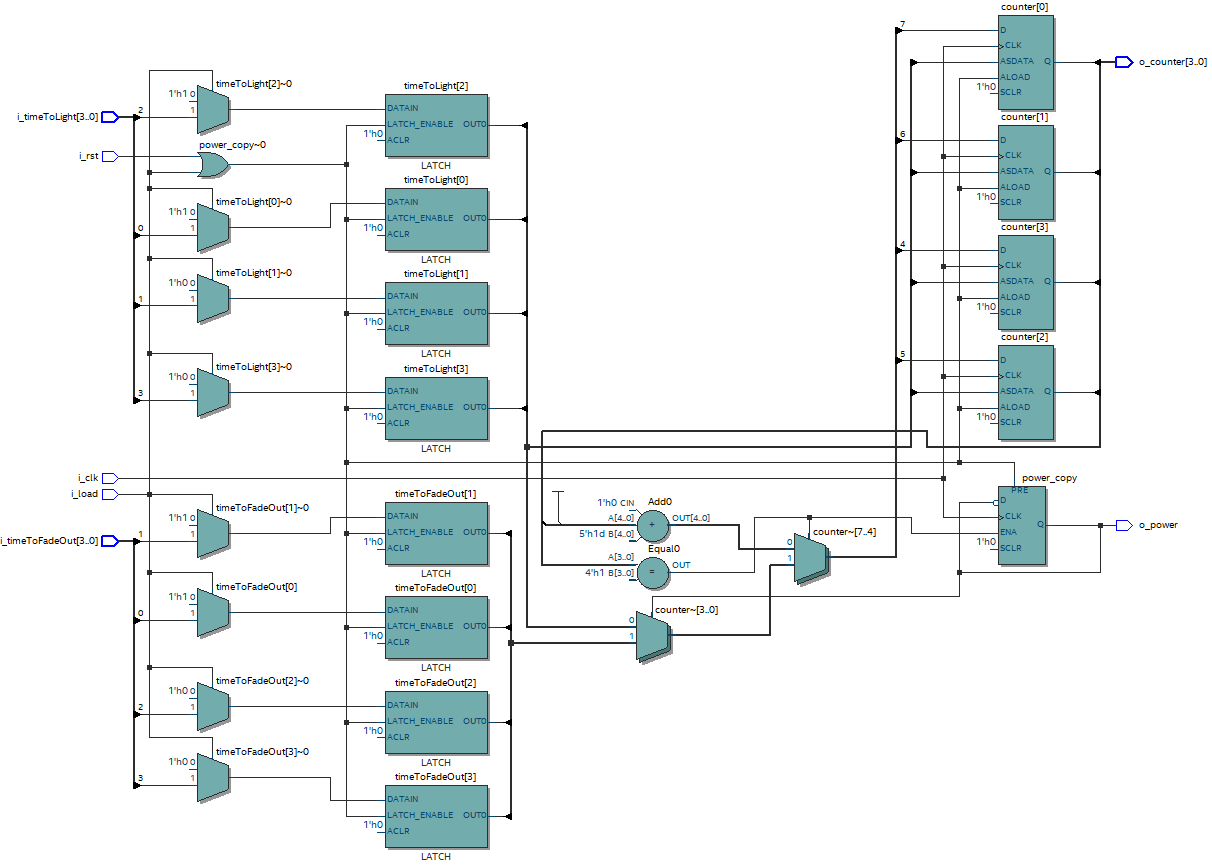 counter[0]
7
D
CLK
ASDATA Q
ALOAD
1'h0 SCLR
o_counter[3..0]
timeToLight[2]~0
1'h1 0
1
2
i_timeToLight[3..0]
timeToLight[2]
DATAIN
LATCH_ENABLE OUT0
1'h0 ACLR
LATCH
counter[1]
6
D
CLK
ASDATA Q
ALOAD
1'h0 SCLR
i_rst
power_copy~0
timeToLight[0]~0
1'h1 0
1
0
timeToLight[0]
DATAIN
LATCH_ENABLE OUT0
1'h0 ACLR
LATCH
counter[3]
4
D
CLK
ASDATA Q
ALOAD
1'h0 SCLR
timeToLight[1]~0
1'h0 0
1
1
timeToLight[1]
DATAIN
LATCH_ENABLE OUT0
1'h0 ACLR
LATCH
counter[2]
5
D
CLK
ASDATA Q
ALOAD
1'h0 SCLR
timeToLight[3]~0
1'h0 0
1
3
timeToLight[3]
DATAIN
LATCH_ENABLE OUT0
1'h0 ACLR
LATCH
i_clk
i_load
power_copy
PRE
D
CLK
Q
ENA
1'h0 SCLR
o_power
timeToFadeOut[1]~0
1'h1 0
1
1
i_timeToFadeOut[3..0]
timeToFadeOut[1]
DATAIN
LATCH_ENABLE OUT0
1'h0 ACLR
LATCH
Add0
1'h0 CIN
A[4..0] OUT[4..0]
+
5'h1d B[4..0]
Equal0
A[3..0]
OUT
=
4'h1 B[3..0]
counter~[7..4]
0
1
counter~[3..0]
0
1
timeToFadeOut[0]
1'h1 0
1
0
timeToFadeOut[0]
DATAIN
LATCH_ENABLE OUT0
1'h0 ACLR
LATCH
timeToFadeOut[2]~0
1'h0 0
1
2
timeToFadeOut[2]
DATAIN
LATCH_ENABLE OUT0
1'h0 ACLR
LATCH
timeToFadeOut[3]~0
1'h0 0
1
3
timeToFadeOut[3]
DATAIN
LATCH_ENABLE OUT0
1'h0 ACLR
LATCH